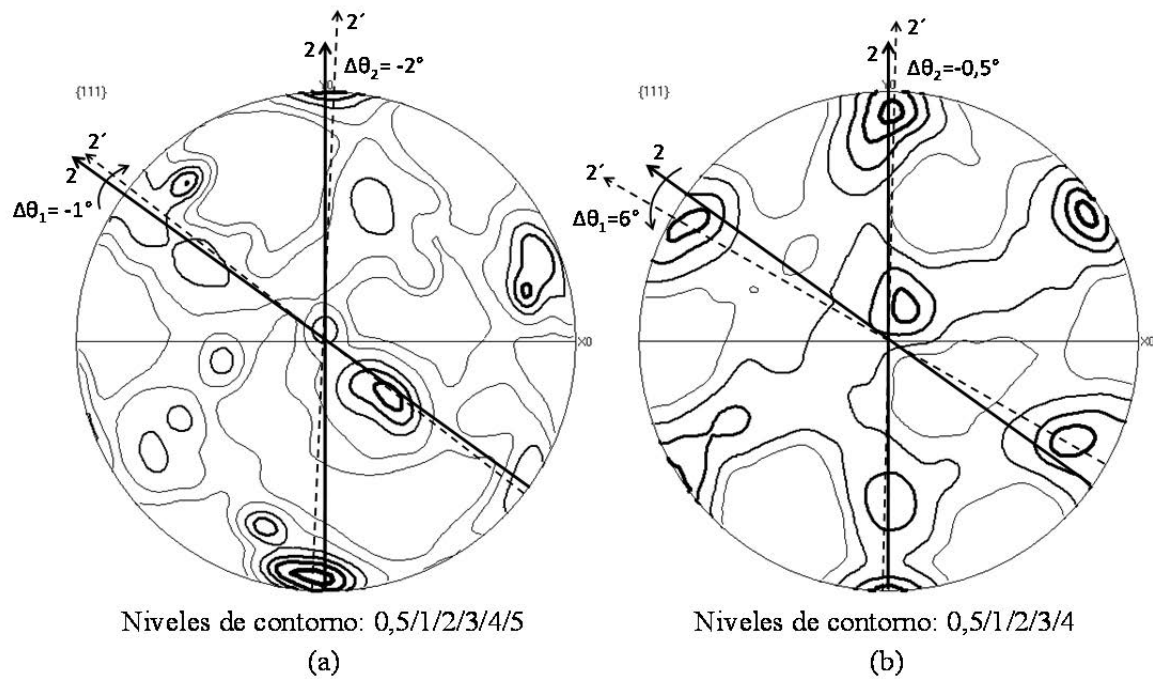 2´
2
Δθ₂= -2°
Y0
{111}
2´
2
Δθ₁= -1°
X0
Niveles de contorno: 0,5/1/2/3/4/5
(a)
2´
2
Δθ₂=-0,5°
{111}
2
2´
Δθ₁=6°
X0
Niveles de contorno: 0,5/1/2/3/4
(b)